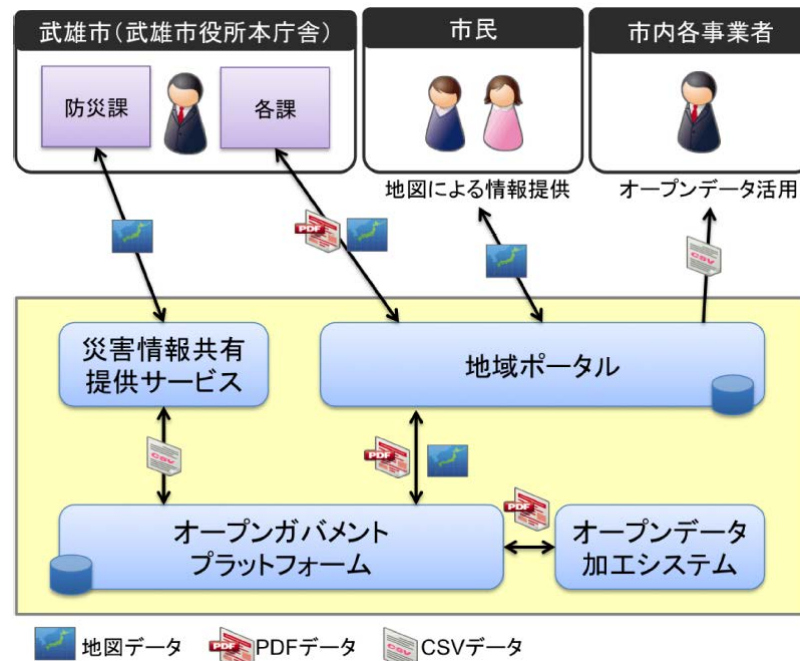 武雄市(武雄市役所本庁舎)
市民
市内各事業者
防災課
各課
地図による情報提供
オープンデータ活用
PDF
CSV
災害情報共有
提供サービス
地域ポータル
CSV
PDF
PDF
オープンガバメント
プラットフォーム
オープンデータ
加工システム
地図データ
PDF
PDFデータ
CSV
CSVデータ